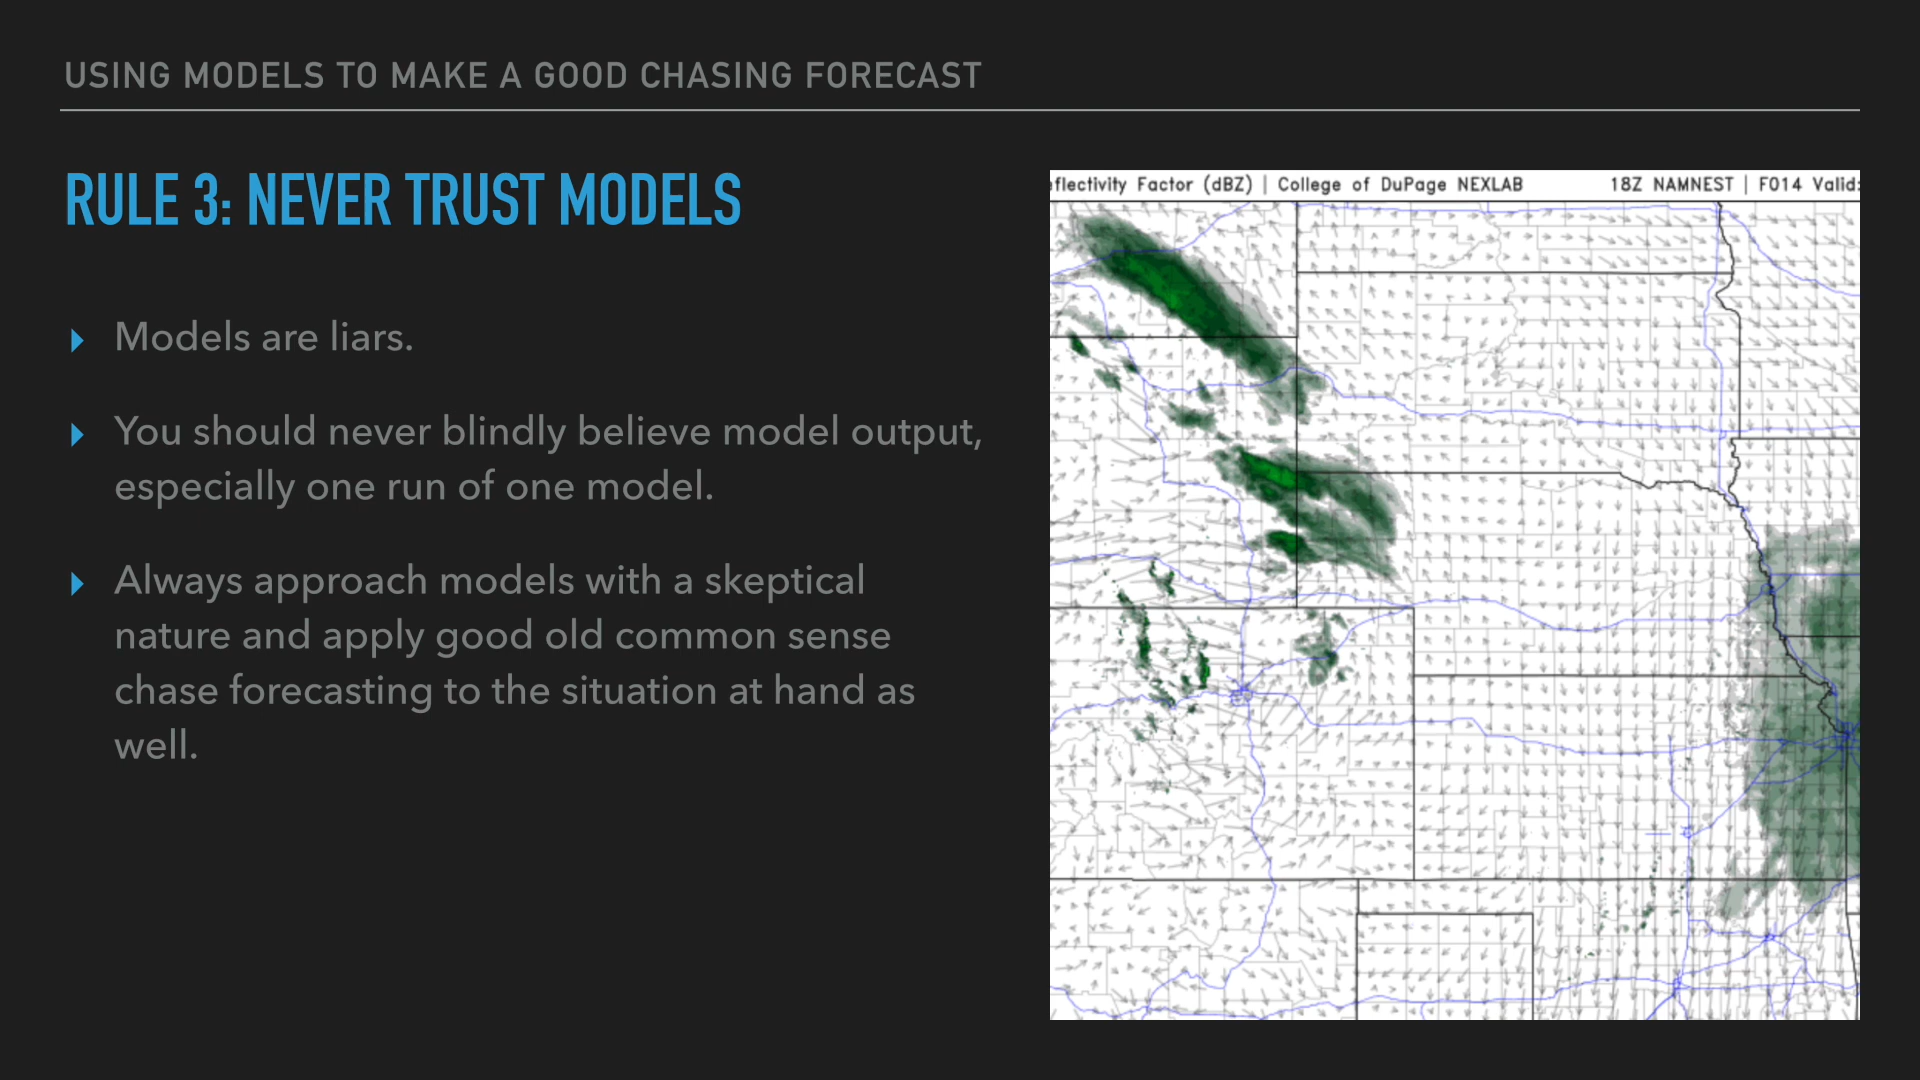 USING MODELS TO MAKE A GOOD CHASING FORECAST
RULE 3: NEVER TRUST MODELS
Models are liars.
You should never blindly believe model output,
especially one run of one model.
Always approach models with a skeptical
nature and apply good old common sense
chase forecasting to the situation at hand as
well.
eflectivity Factor (dBZ) | College of DuPage NEXLAB 18Z NAMNEST | F014 Valid: